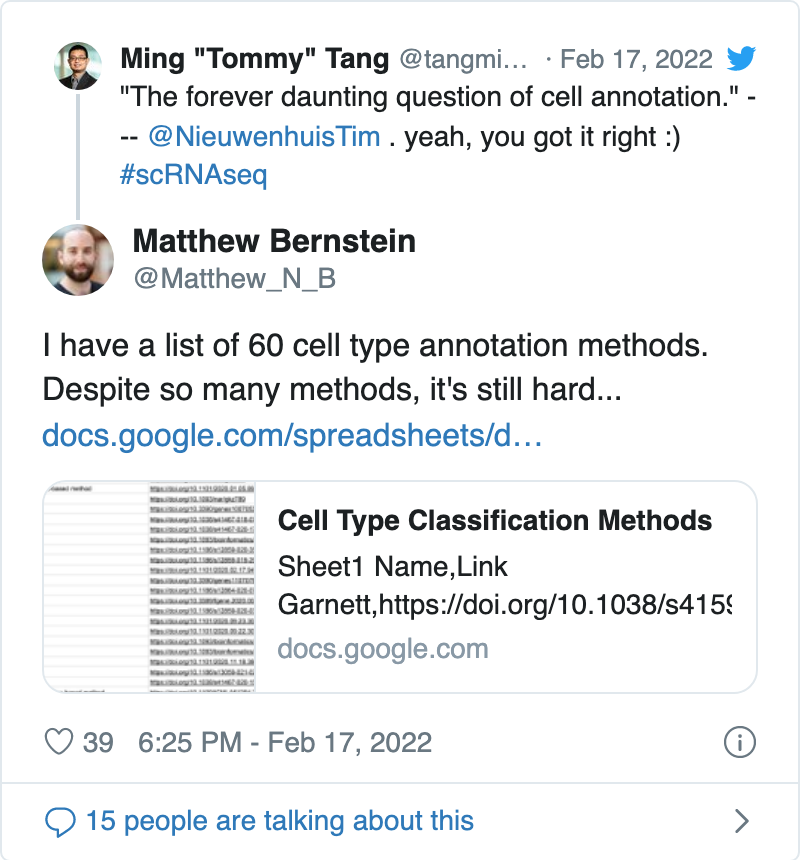 Ming "Tommy" Tang @tangmi... · Feb 17, 2022
"The forever daunting question of cell annotation." -
-- @NieuwenhuisTim . yeah, you got it right :)
#scRNAseq
Matthew Bernstein
@Matthew_N_B
I have a list of 60 cell type annotation methods.
Despite so many methods, it's still hard...
docs.google.com/spreadsheets/d…
Cell Type Classification Methods
Sheet1 Name,Link
Garnett,https://doi.org/10.1038/s4159
docs.google.com
39 6:25 PM - Feb 17, 2022
15 people are talking about this